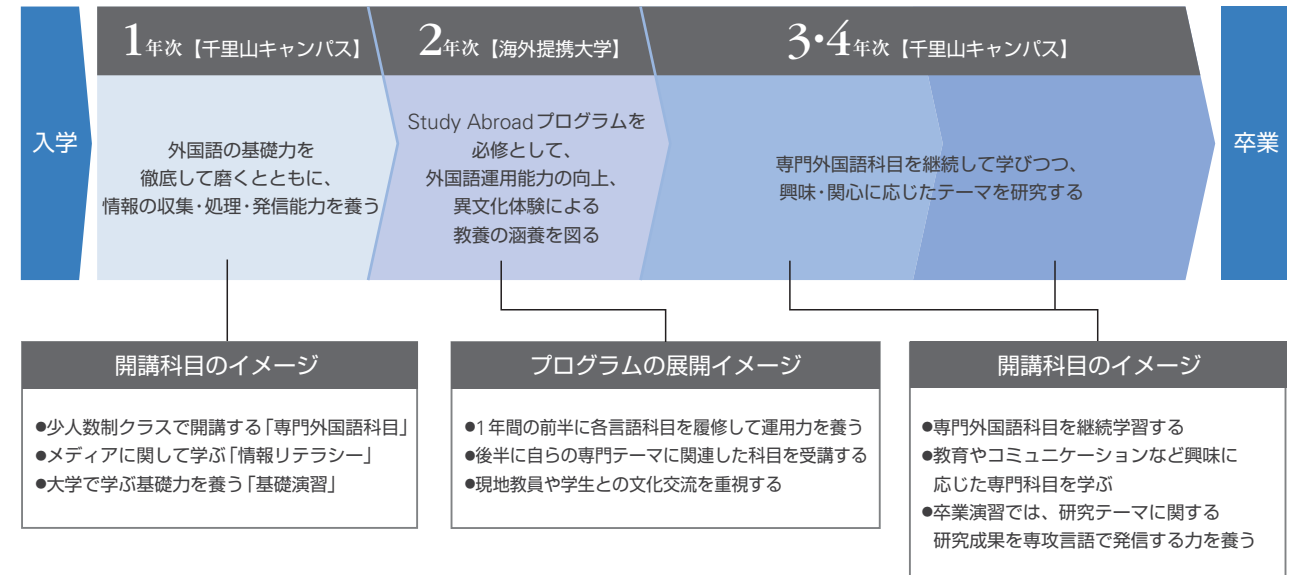 入学
1年次【千里山キャンパス】
外国語の基礎力を
徹底して磨くとともに、
情報の収集・処理・発信能力を養う
2年次【海外提携大学】
Study Abroadプログラムを
必修として、
外国語運用能力の向上、
異文化体験による
教養の涵養を図る
3・4年次【千里山キャンパス】
専門外国語科目を継続して学びつつ、
興味・関心に応じたテーマを研究する
卒業
開講科目のイメージ
●少人数制クラスで開講する「専門外国語科目」
●メディアに関して学ぶ「情報リテラシー」
●大学で学ぶ基礎力を養う「基礎演習」
プログラムの展開イメージ
●1年間の前半に各言語科目を履修して運用力を養う
●後半に自らの専門テーマに関連した科目を受講する
●現地教員や学生との文化交流を重視する
開講科目のイメージ
●専門外国語科目を継続学習する
●教育やコミュニケーションなど興味に
応じた専門科目を学ぶ
●卒業演習では、研究テーマに関する
研究成果を専攻言語で発信する力を養う